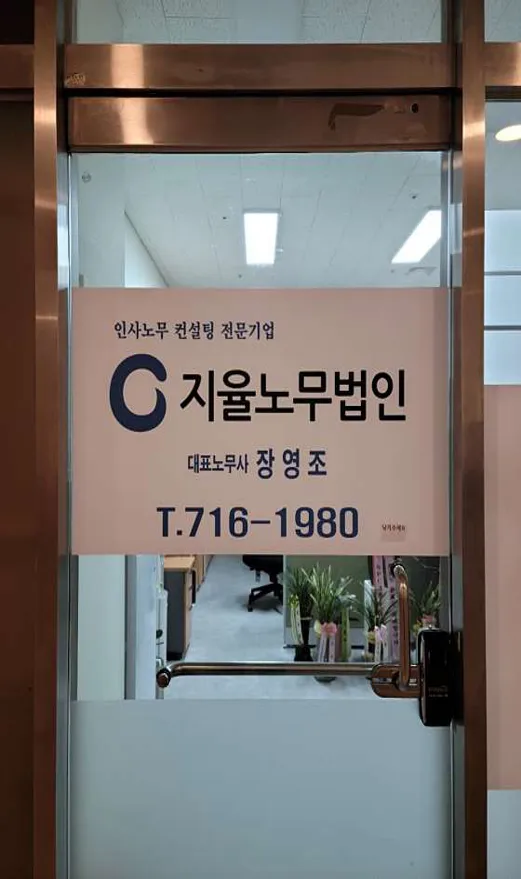 인사노무 컨설팅 전문기업
지율노무법인
대표노무사 장영조
T.716-1980